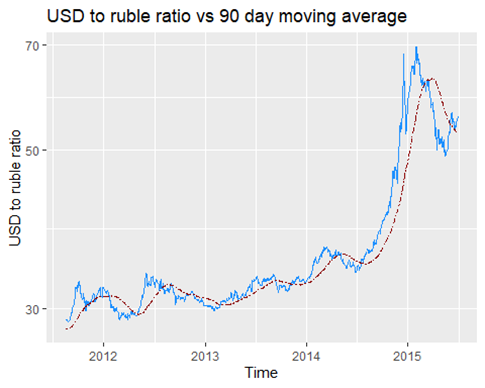 USD to ruble ratio vs 90 day moving average
70
50
30
USD to ruble ratio
2012
2013
2014
2015
Time